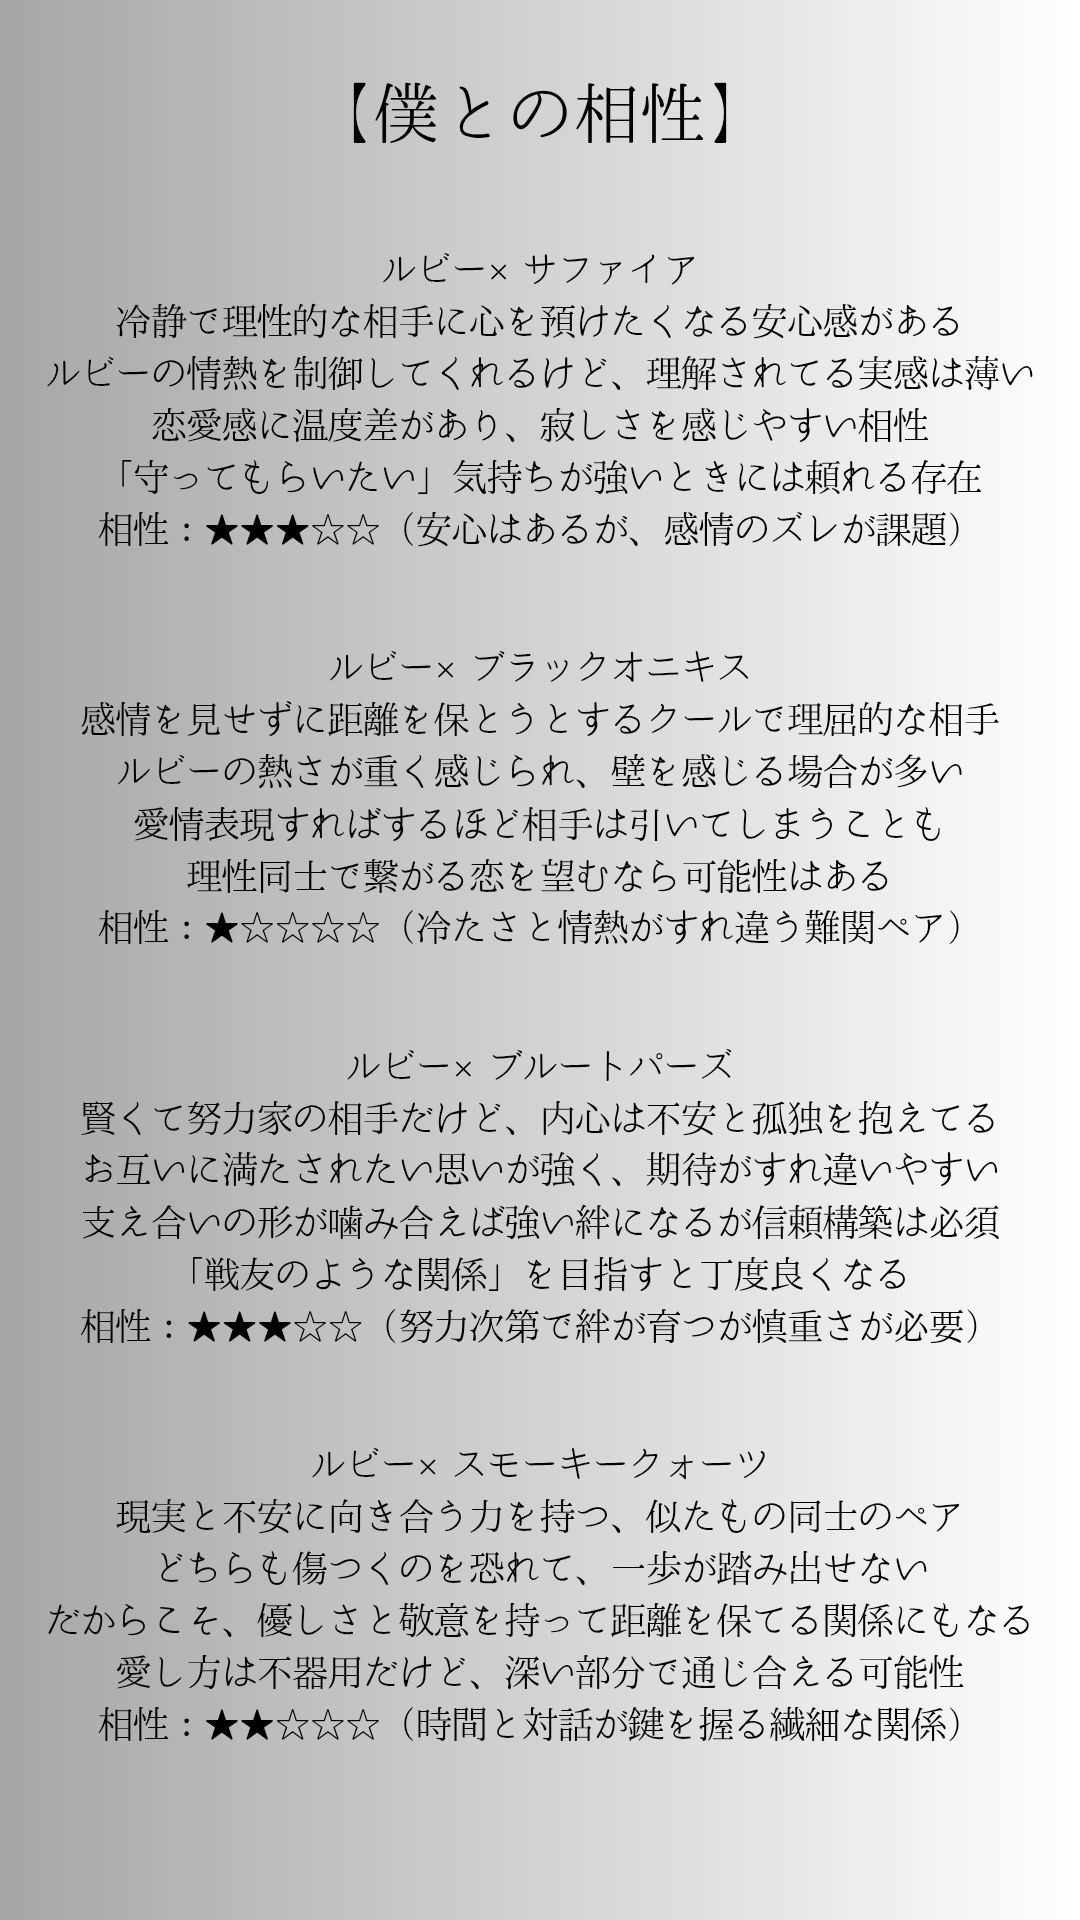 【僕との相性】
ルビー× サファイア
冷静で理性的な相手に心を預けたくなる安心感がある
ルビーの情熱を制御してくれるけど、理解されてる実感は薄い
恋愛感に温度差があり、寂しさを感じやすい相性
「守ってもらいたい」気持ちが強いときには頼れる存在
相性：★★★☆☆（安心はあるが、感情のズレが課題）
ルビー× ブラックオニキス
感情を見せずに距離を保とうとするクールで理屈的な相手
ルビーの熱さが重く感じられ、壁を感じる場合が多い
愛情表現すればするほど相手は引いてしまうことも
理性同士で繋がる恋を望むなら可能性はある
相性：★☆☆☆☆（冷たさと情熱がすれ違う難関ペア）
ルビー× ブルートパーズ
賢くて努力家の相手だけど、内心は不安と孤独を抱えてる
お互いに満たされたい思いが強く、期待がすれ違いやすい
支え合いの形が噛み合えば強い絆になるが信頼構築は必須
「戦友のような関係」を目指すと丁度良くなる
相性：★★★☆☆（努力次第で絆が育つが慎重さが必要）
ルビー× スモーキークォーツ
現実と不安に向き合う力を持つ、似たもの同士のペア
どちらも傷つくのを恐れて、一歩が踏み出せない
だからこそ、優しさと敬意を持って距離を保てる関係にもなる
愛し方は不器用だけど、深い部分で通じ合える可能性
相性：★★☆☆☆（時間と対話が鍵を握る繊細な関係）